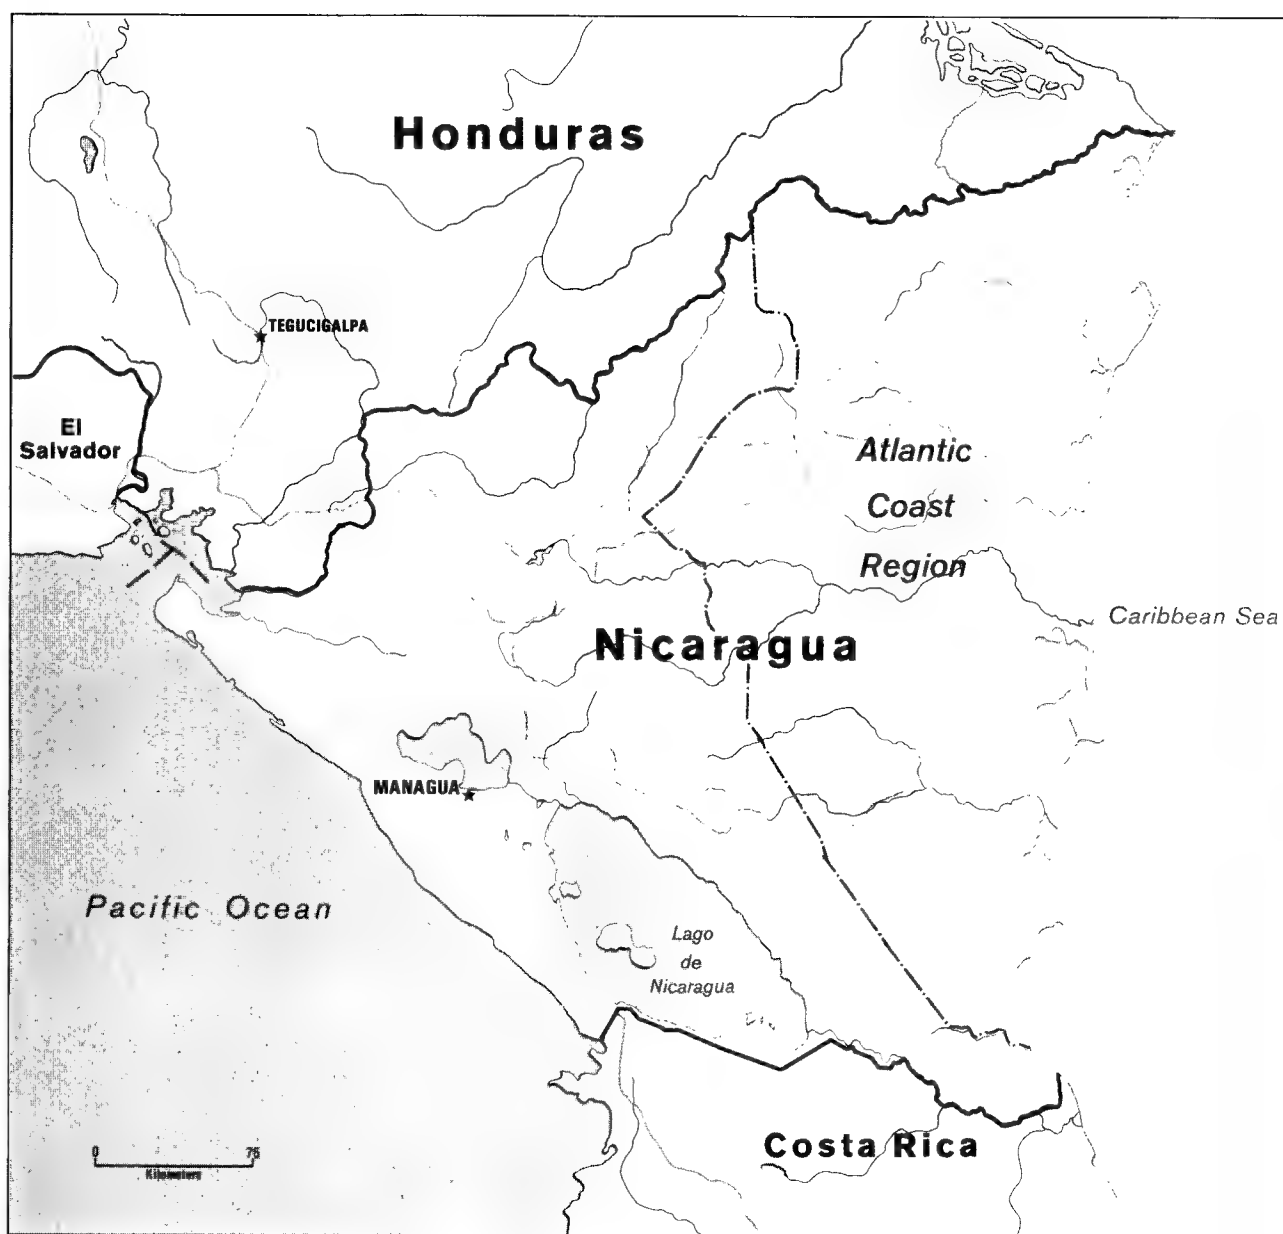 Honduras
TEGUCIGALPA
El
Salvador
Atlantic
Coast
Region
Caribbean Sea
Nicaragua
MANAGUA
Pacific Ocean
Lago
de
Nicaragua
Costa Rica
0 75
Kilometers